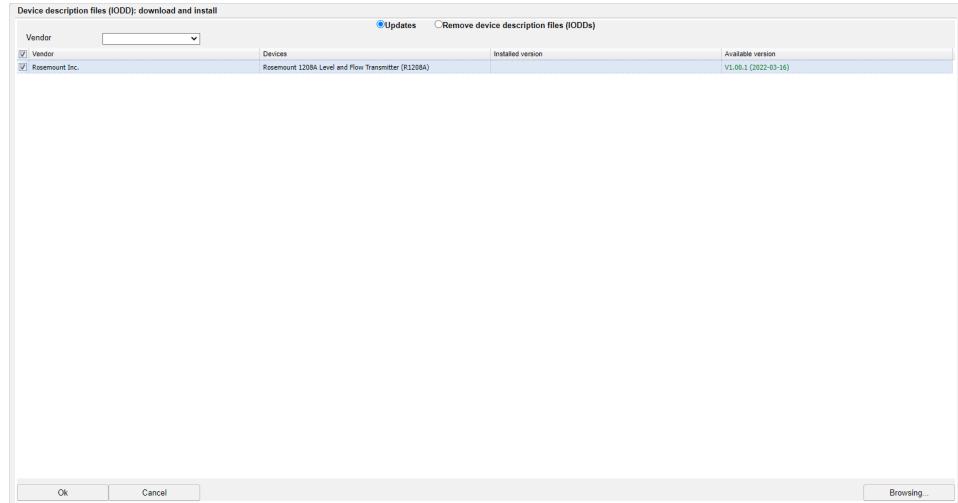 Device description files (IODD): download and install
Updates Remove device description files (IODDs)
Vendor
Vendor Devices Installed version Available version
Rosemount Inc. Rosemount 1208A Level and Flow Transmitter (R1208A) V1.00.1 (2022-03-16)
Ok Cancel Browsing...